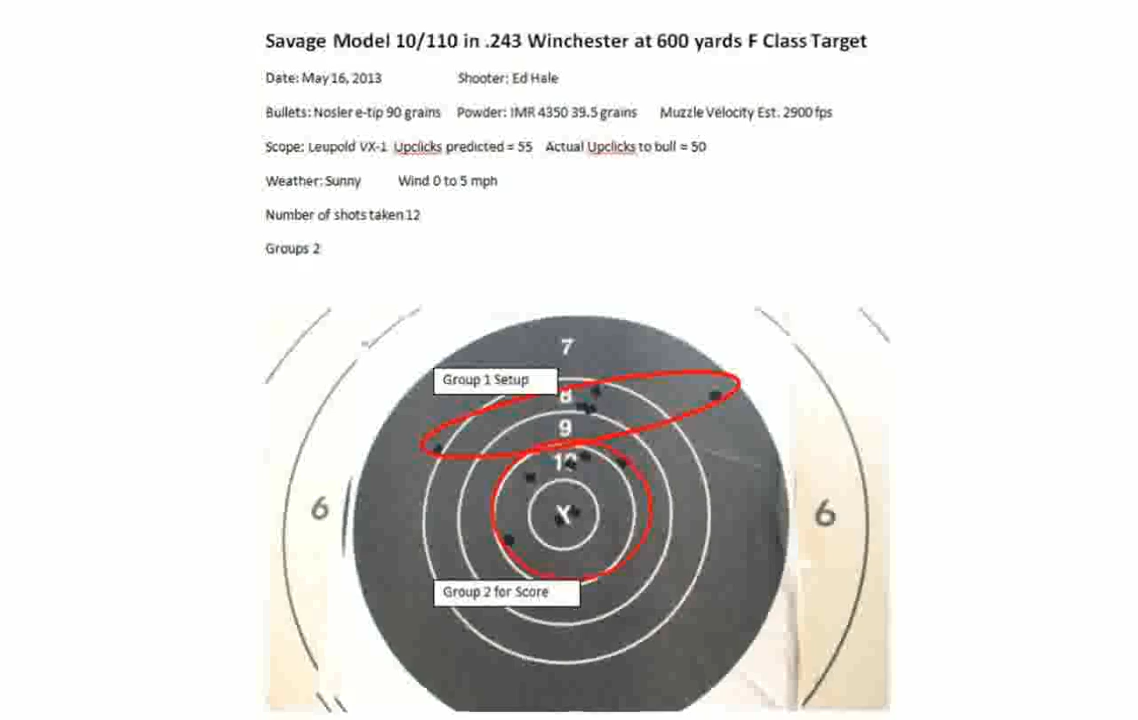 Savage Model 10/110 in .243 Winchester at 600 yards F Class Target
Date: May 16, 2013 Shooter: Ed Hale
Bullets: Nosler e-tip 90 grains Powder: IMR 4350 39.5 grains Muzzle Velocity Est. 2900 fps
Scope: Leupold VX-1 Upclicks predicted = 55 Actual Upclicks to bull = 50
Weather: Sunny Wind 0 to 5 mph
Number of shots taken 12
Groups 2
7
Group 1 Setup
8
9
10
6 X 6
Group 2 for Score